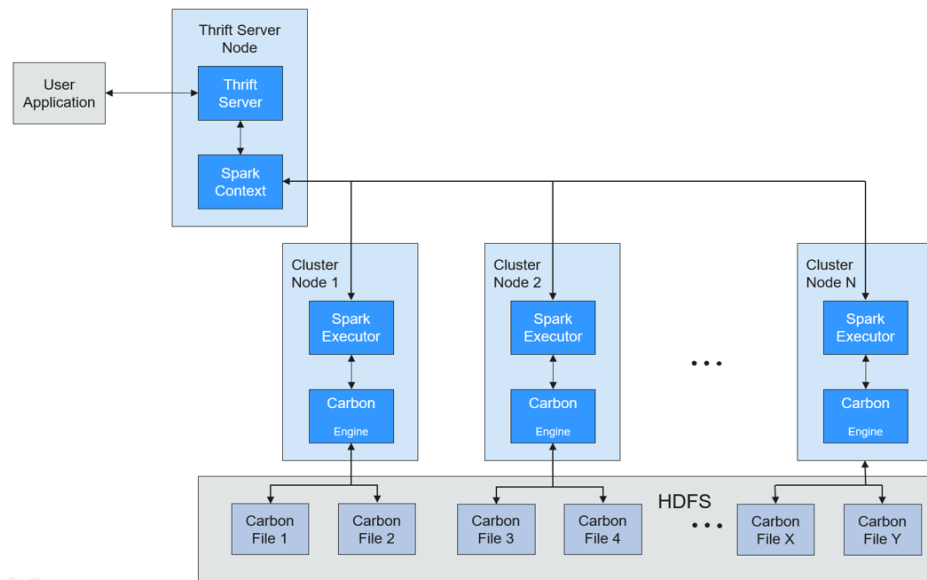 Thrift Server
Node
User
Application
Thrift
Server
Spark
Context
Cluster
Node 1
Cluster
Node 2
Cluster
Node N
Spark
Executor
Spark
Executor
Spark
Executor
...
Carbon
Engine
Carbon
Engine
Carbon
Engine
HDFS
Carbon
File 1
Carbon
File 2
Carbon
File 3
Carbon
File 4
...
Carbon
File X
Carbon
File Y